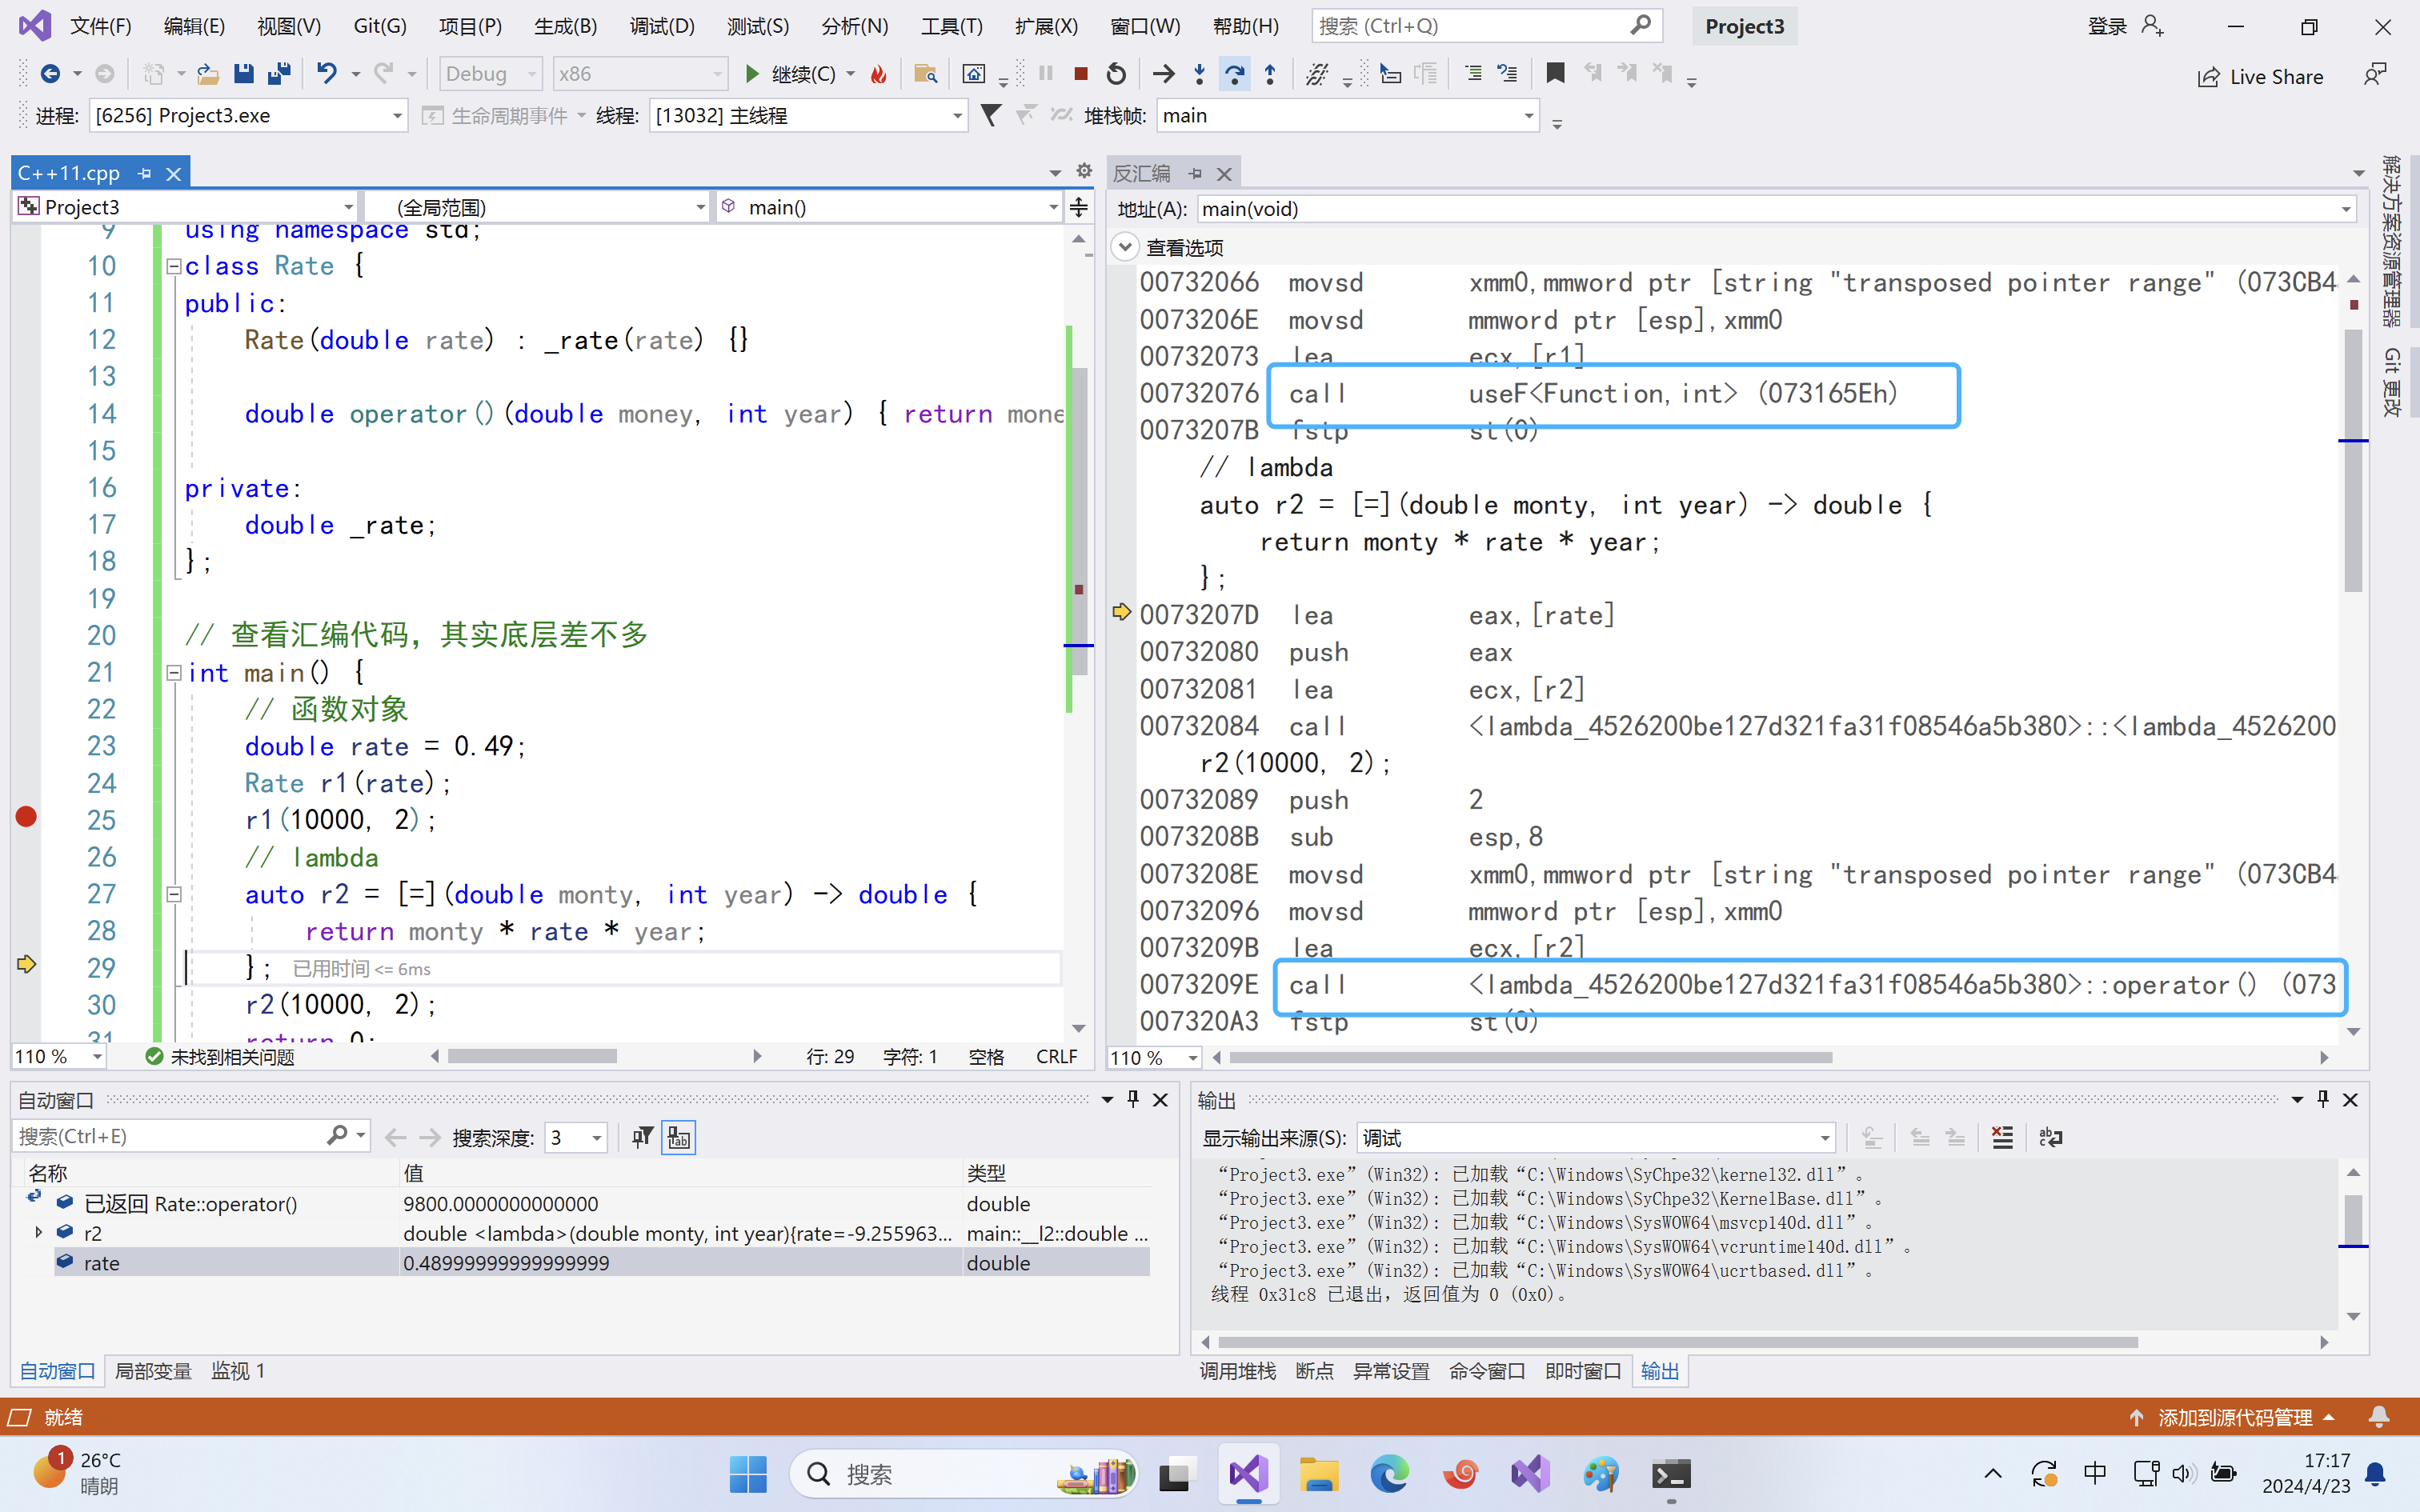 文件(F) 编辑(E) 视图(V) Git(G) 项目(P) 生成(B) 调试(D) 测试(S) 分析(N) 工具(T) 扩展(X) 窗口(W) 帮助(H) 搜索 (Ctrl+Q) Project3 登录
Debug x86 继续(C) Live Share
进程: [6256] Project3.exe 生命周期事件 线程: [13032] 主线程 堆栈帧: main
C++11.cpp
Project3 (全局范围) main()
9 using namespace std;
10 class Rate {
11 public:
12 Rate(double rate) : _rate(rate) {}
13
14 double operator()(double money, int year) { return mone
15
16 private:
17 double _rate;
18 };
19
20 // 查看汇编代码，其实底层差不多
21 int main() {
22 // 函数对象
23 double rate = 0.49;
24 Rate r1(rate);
25 r1(10000, 2);
26 // lambda
27 auto r2 = [=](double monty, int year) -> double {
28 return monty * rate * year;
29 }; 已用时间 <= 6ms
30 r2(10000, 2);
31 return 0;
110 % 未找到相关问题 行: 29 字符: 1 空格 CRLF
反汇编
地址(A): main(void)
查看选项
00732066 movsd xmm0,mmword ptr [string "transposed pointer range" (073CB4
0073206E movsd mmword ptr [esp],xmm0
00732073 lea ecx,[r1]
00732076 call useF<Function,int> (073165Eh)
0073207B fstp st(0)
// lambda
auto r2 = [=](double monty, int year) -> double {
return monty * rate * year;
};
0073207D lea eax,[rate]
00732080 push eax
00732081 lea ecx,[r2]
00732084 call <lambda_4526200be127d321fa31f08546a5b380>::<lambda_4526200
r2(10000, 2);
00732089 push 2
0073208B sub esp,8
0073208E movsd xmm0,mmword ptr [string "transposed pointer range" (073CB4
00732096 movsd mmword ptr [esp],xmm0
0073209B lea ecx,[r2]
0073209E call <lambda_4526200be127d321fa31f08546a5b380>::operator() (073
007320A3 fstp st(0)
110 %
解决方案资源管理器
Git 更改
自动窗口
搜索(Ctrl+E) 搜索深度: 3
名称 值 类型
已返回 Rate::operator() 9800.0000000000000 double
r2 double <lambda>(double monty, int year){rate=-9.255963... main::__l2::double ...
rate 0.48999999999999999 double
自动窗口 局部变量 监视 1
输出
显示输出来源(S): 调试
“Project3.exe”(Win32): 已加载“C:\Windows\SyChpe32\kernel32.dll”。
“Project3.exe”(Win32): 已加载“C:\Windows\SyChpe32\KernelBase.dll”。
“Project3.exe”(Win32): 已加载“C:\Windows\SysWOW64\msvcp140d.dll”。
“Project3.exe”(Win32): 已加载“C:\Windows\SysWOW64\vcruntime140d.dll”。
“Project3.exe”(Win32): 已加载“C:\Windows\SysWOW64\ucrtbased.dll”。
线程 0x31c8 已退出，返回值为 0 (0x0)。
调用堆栈 断点 异常设置 命令窗口 即时窗口 输出
就绪 添加到源代码管理
1 26°C
晴朗
搜索
中
17:17
2024/4/23